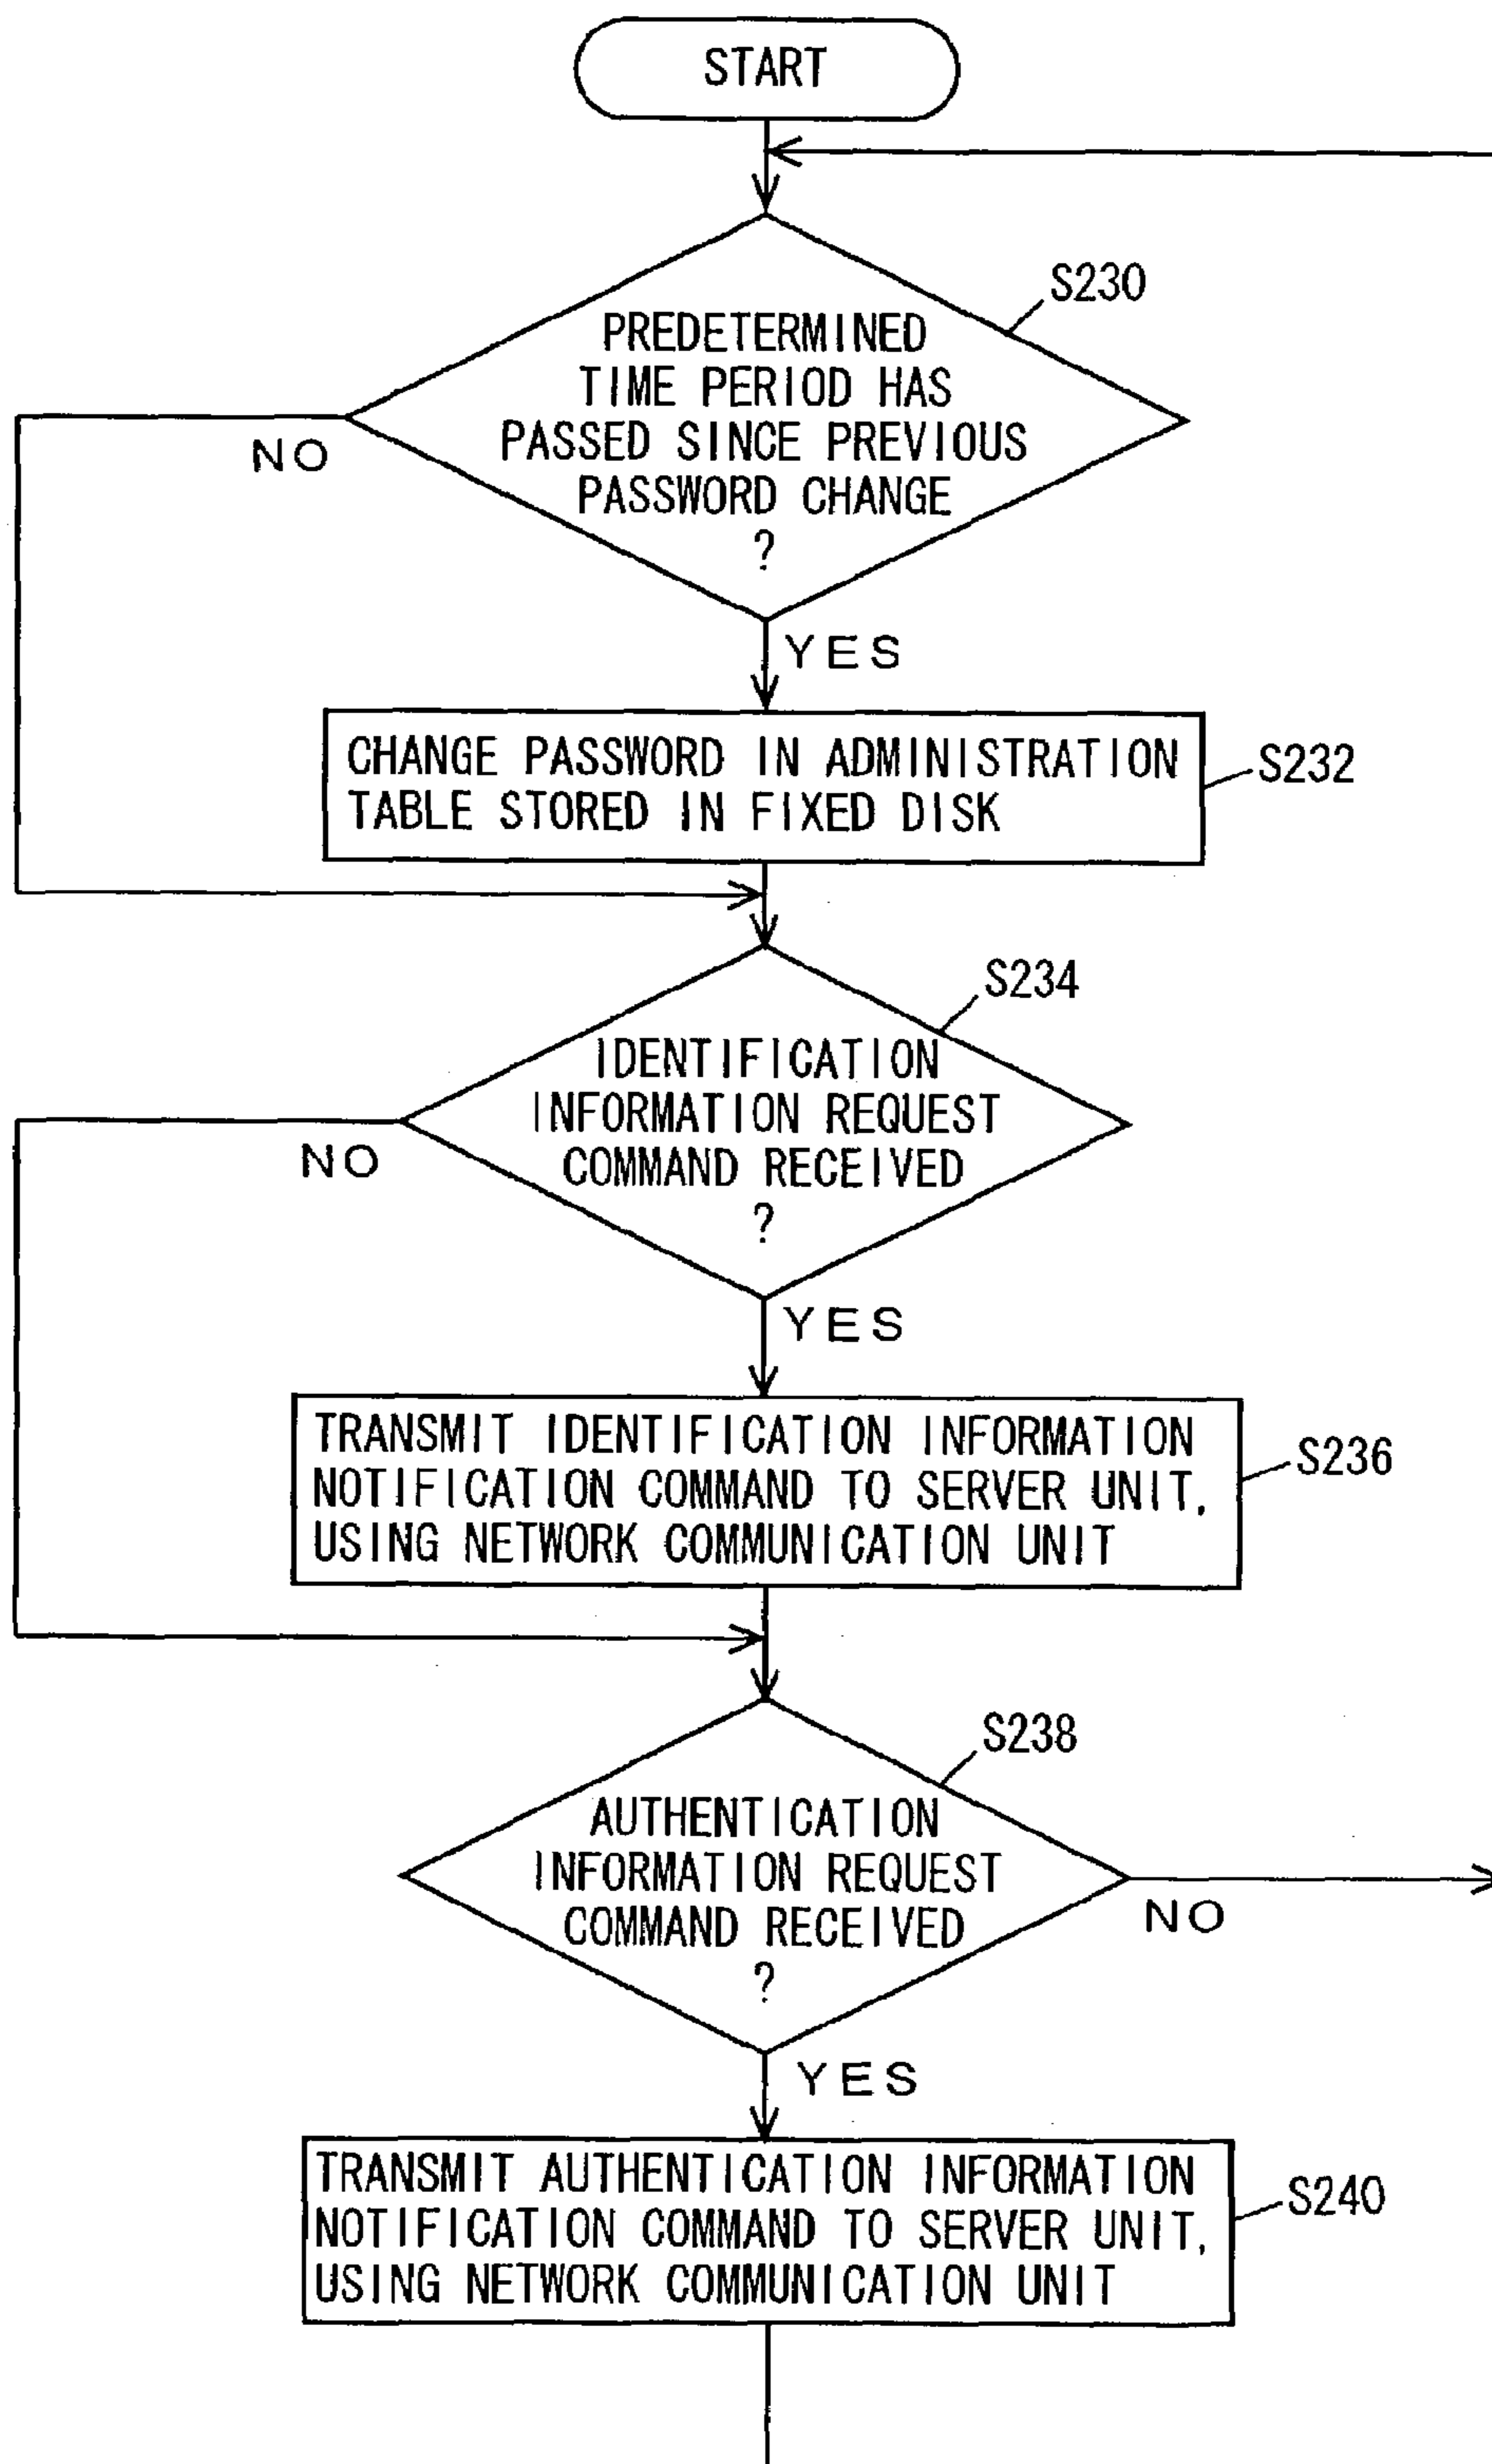 START
S230
PREDETERMINED
TIME PERIOD HAS
PASSED SINCE PREVIOUS
PASSWORD CHANGE
?
NO
YES
CHANGE PASSWORD IN ADMINISTRATION
TABLE STORED IN FIXED DISK
S232
S234
IDENTIFICATION
INFORMATION REQUEST
COMMAND RECEIVED
?
NO
YES
TRANSMIT IDENTIFICATION INFORMATION
NOTIFICATION COMMAND TO SERVER UNIT,
USING NETWORK COMMUNICATION UNIT
S236
S238
AUTHENTICATION
INFORMATION REQUEST
COMMAND RECEIVED
?
NO
YES
TRANSMIT AUTHENTICATION INFORMATION
NOTIFICATION COMMAND TO SERVER UNIT,
USING NETWORK COMMUNICATION UNIT
S240